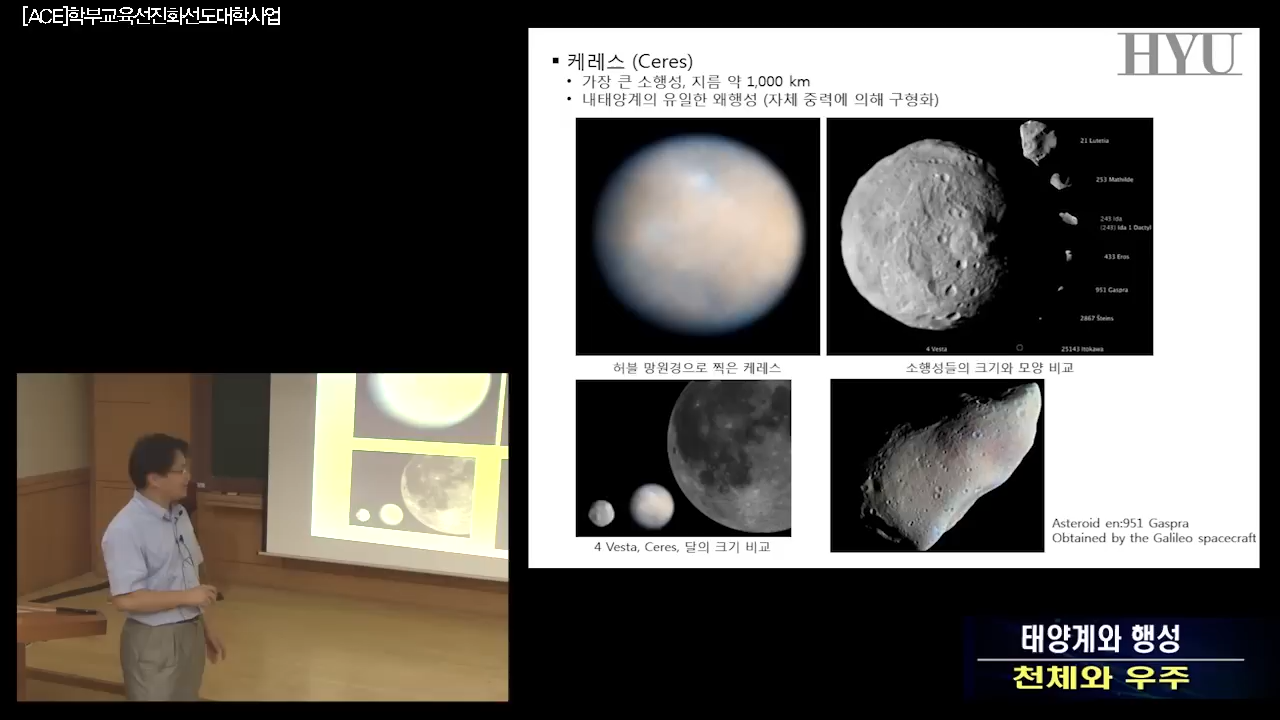 [ACE]학부교육선진화선도대학사업
HYU
▪ 케레스 (Ceres)
• 가장 큰 소행성, 지름 약 1,000 km
• 내태양계의 유일한 왜행성 (자체 중력에 의해 구형화)
21 Lutetia
253 Mathilde
243 Ida
(243) Ida 1 Dactyl
433 Eros
951 Gaspra
2867 Šteins
4 Vesta
25143 Itokawa
허블 망원경으로 찍은 케레스
소행성들의 크기와 모양 비교
Asteroid en:951 Gaspra
Obtained by the Galileo spacecraft
4 Vesta, Ceres, 달의 크기 비교
태양계와 행성
천체와 우주